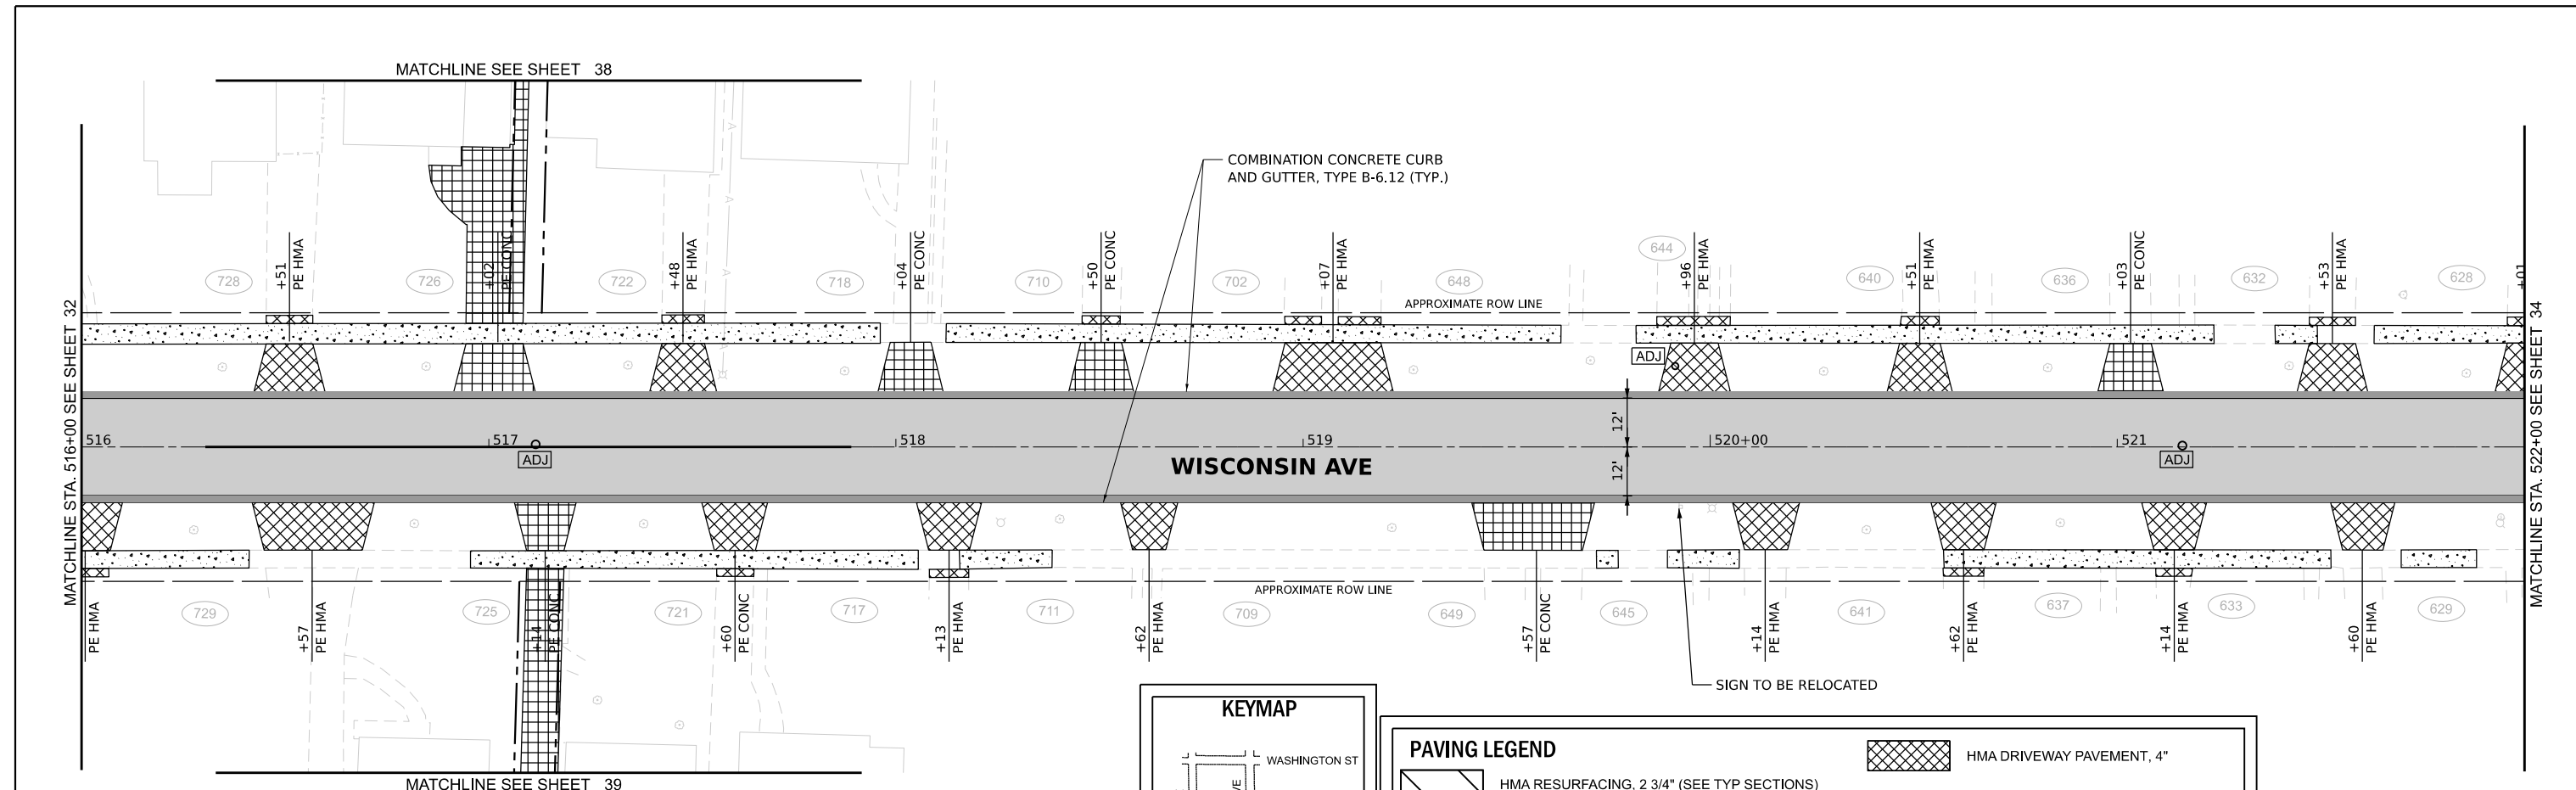 MATCHLINE SEE SHEET 38
COMBINATION CONCRETE CURB
AND GUTTER, TYPE B-6.12 (TYP.)
728
+51
PE HMA
726
+02
PE CONC
722
+48
PE HMA
718
+04
PE CONC
710
+50
PE CONC
702
+07
PE HMA
648
644
+96
PE HMA
640
+51
PE HMA
636
+03
PE CONC
632
+53
PE HMA
628
+01
APPROXIMATE ROW LINE
MATCHLINE STA. 516+00 SEE SHEET 32
MATCHLINE STA. 522+00 SEE SHEET 34
A
A
A
ADJ
12'
516
517
518
519
520+00
521
ADJ
WISCONSIN AVE
12'
ADJ
APPROXIMATE ROW LINE
PE HMA
729
+57
PE HMA
725
+14
PE CONC
721
+60
PE CONC
717
+13
PE HMA
711
+62
PE HMA
709
649
+57
PE CONC
645
+14
PE HMA
641
+62
PE HMA
637
+14
PE HMA
633
+60
PE HMA
629
SIGN TO BE RELOCATED
MATCHLINE SEE SHEET 39
KEYMAP
WASHINGTON ST
VE
PAVING LEGEND
HMA DRIVEWAY PAVEMENT, 4"
HMA RESURFACING, 2 3/4" (SEE TYP SECTIONS)